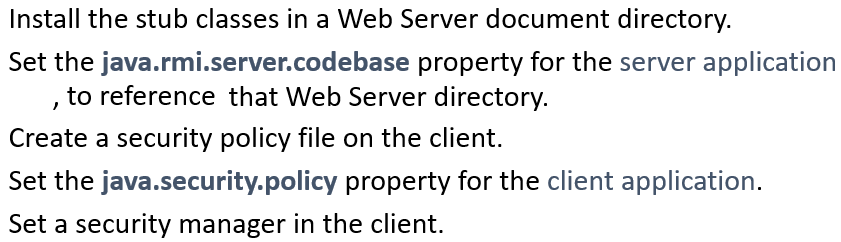 Install the stub classes in a Web Server document directory.
Set the java.rmi.server.codebase property for the server application
, to reference that Web Server directory.
Create a security policy file on the client.
Set the java.security.policy property for the client application.
Set a security manager in the client.